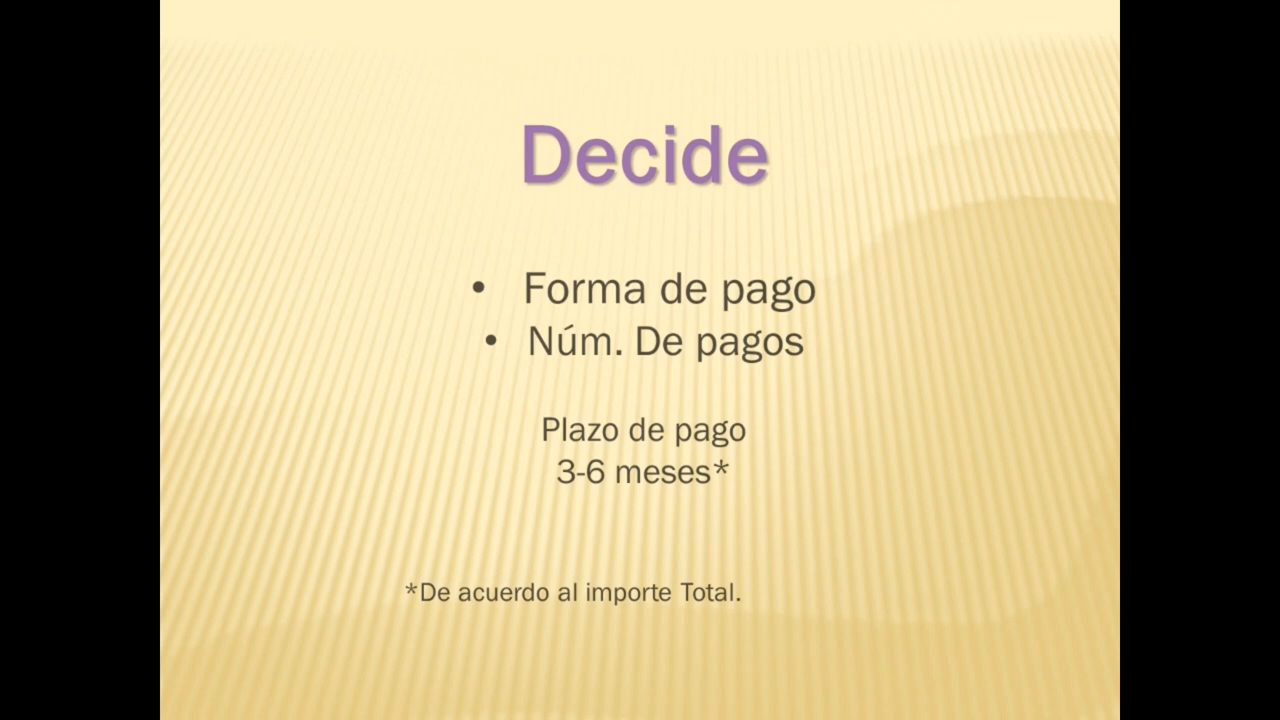 Decide
• Forma de pago
• Núm. De pagos
Plazo de pago
3-6 meses*
*De acuerdo al importe Total.